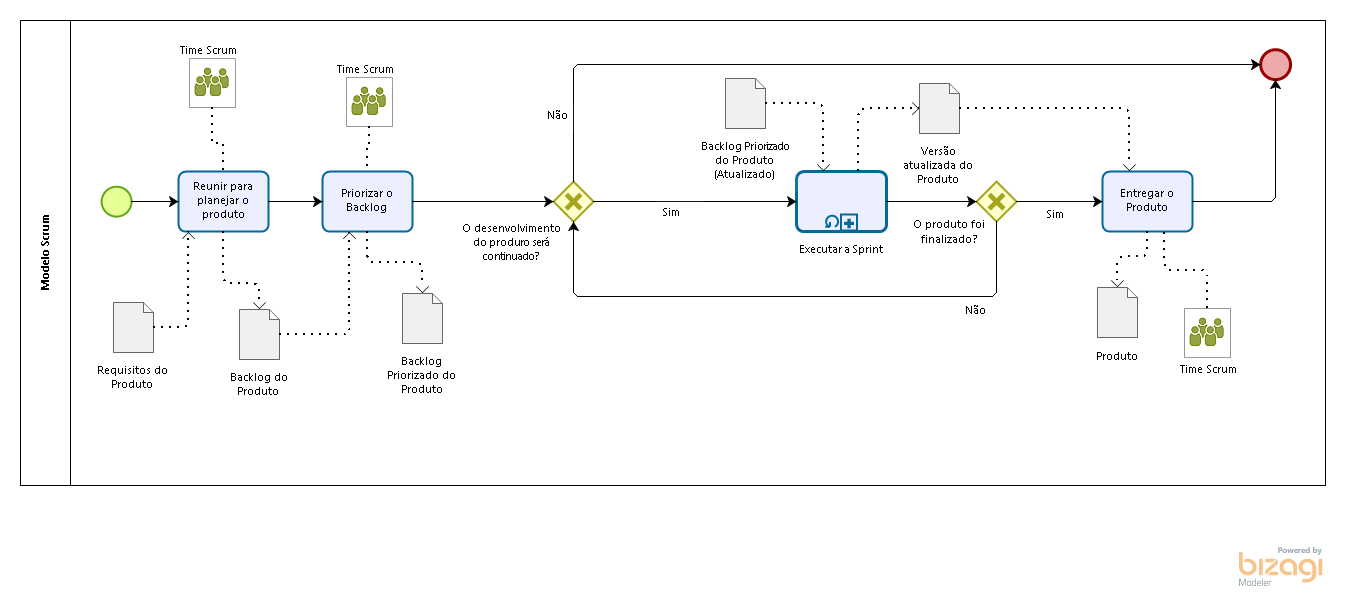 Modelo Scrum
Time Scrum
Time Scrum
Reunir para
planejar o
produto
Priorizar o
Backlog
Requisitos do
Produto
Backlog do
Produto
Backlog
Priorizado do
Produto
O desenvolvimento
do produro será
continuado?
Não
Sim
Backlog Priorizado
do Produto
(Atualizado)
Executar a Sprint
Versão
atualizada do
Produto
O produto foi
finalizado?
Não
Sim
Entregar o
Produto
Produto
Time Scrum
Powered by
bizagi
Modeler